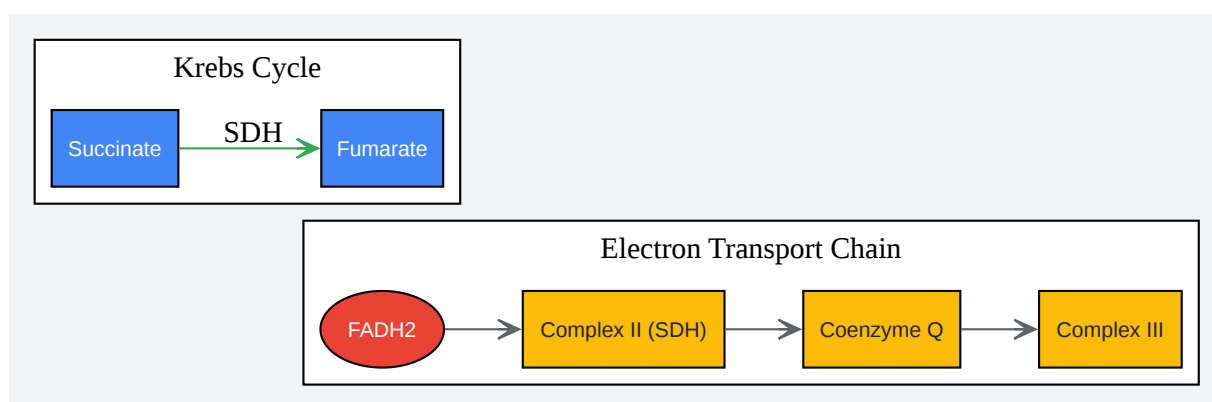 Krebs Cycle
Succinate
SDH
Fumarate
Electron Transport Chain
FADH2
Complex II (SDH)
Coenzyme Q
Complex III